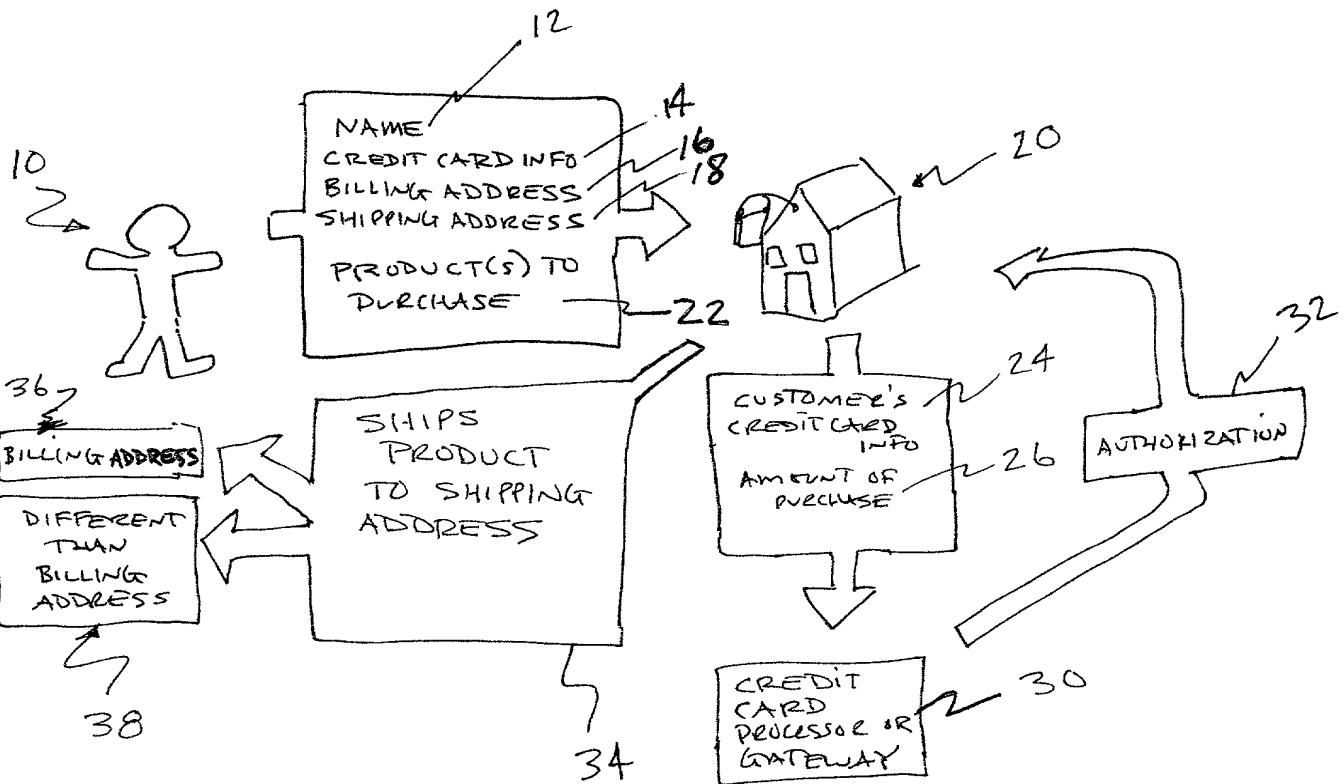 12
NAME
CREDIT CARD INFO
14
BILLING ADDRESS
16
SHIPPING ADDRESS
18
PRODUCT(S) TO
PURCHASE
22
10
20
36
BILLING ADDRESS
DIFFERENT
THAN
BILLING
ADDRESS
38
SHIPS
PRODUCT
TO SHIPPING
ADDRESS
34
CUSTOMER'S
CREDIT CARD
INFO
24
AMOUNT OF
PURCHASE
26
32
AUTHORIZATION
CREDIT
CARD
PROCESSOR OR
GATEWAY
30